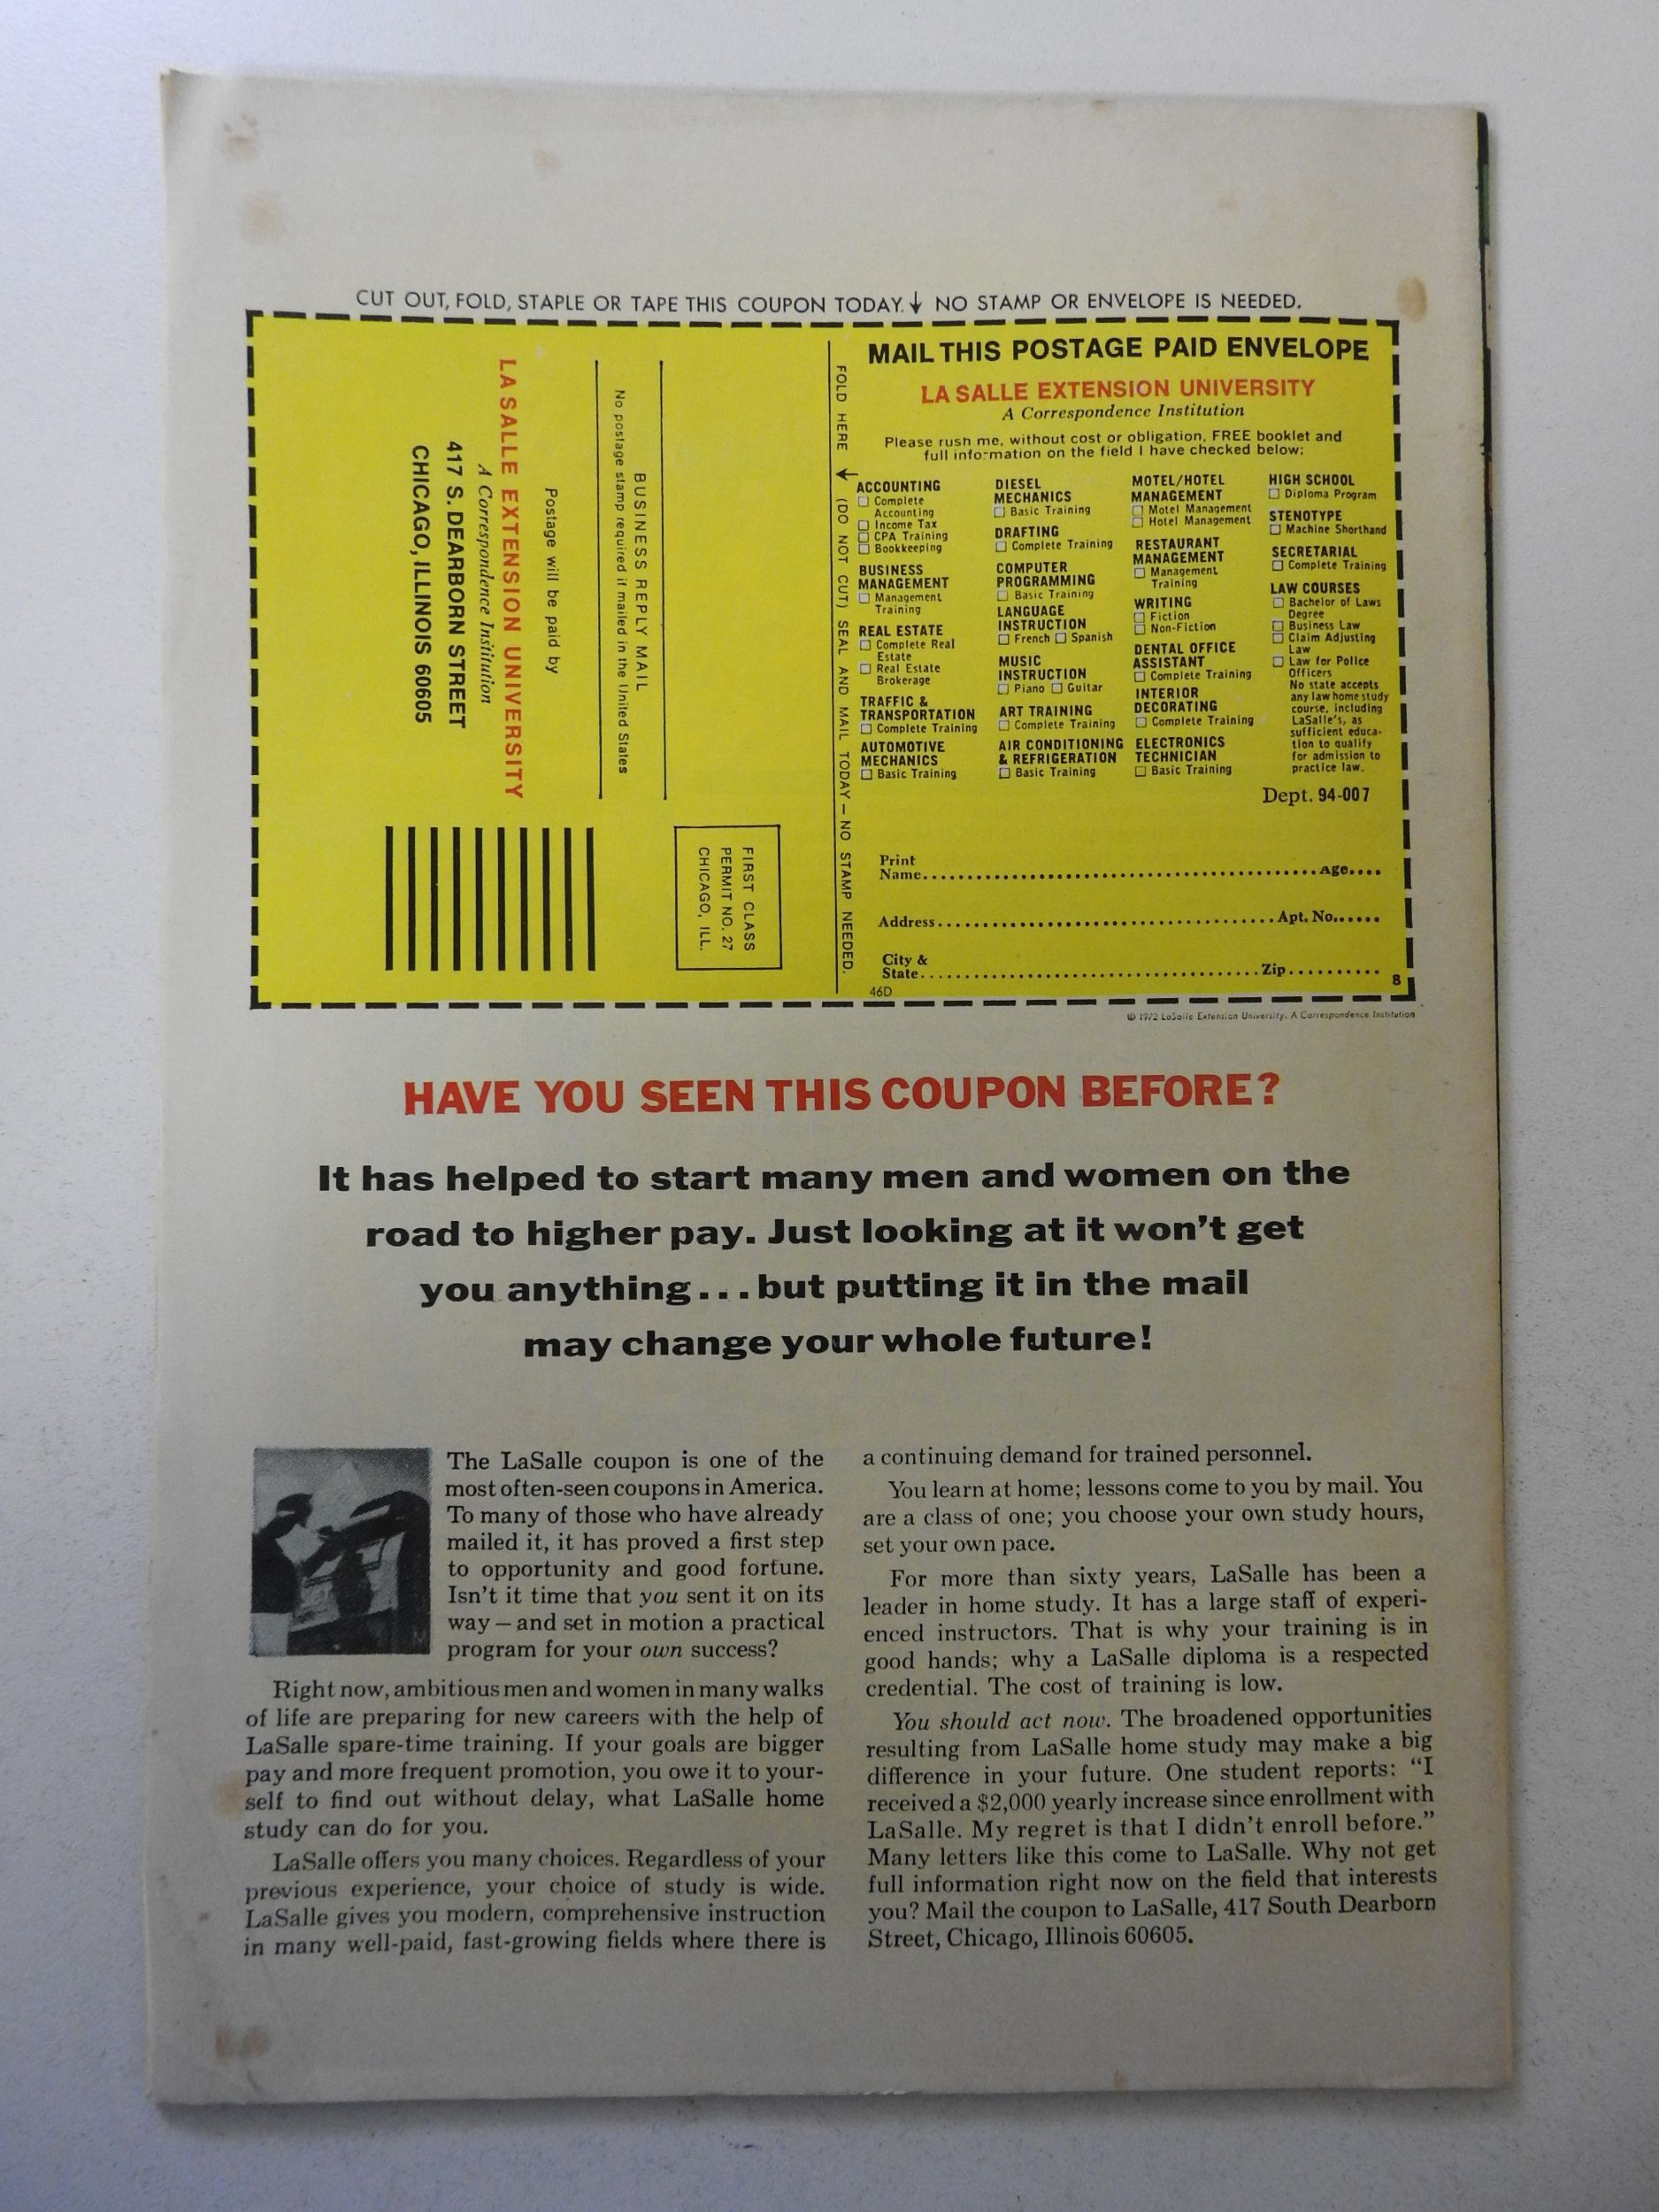 CUT OUT, FOLD, STAPLE OR TAPE THIS COUPON TODAY. NO STAMP OR ENVELOPE IS NEEDED.
LA SALLE EXTENSION UNIVERSITY
A Correspondence Institution
417 S. DEARBORN STREET
CHICAGO, ILLINOIS 60605
Postage will be paid by
BUSINESS REPLY MAIL
No postage stamp required if mailed in the United States
FIRST CLASS
PERMIT NO. 27
CHICAGO, ILL.
FOLD HERE (DO NOT CUT) SEAL AND MAIL TODAY — NO STAMP NEEDED.
MAIL THIS POSTAGE PAID ENVELOPE
LA SALLE EXTENSION UNIVERSITY
A Correspondence Institution
Please rush me, without cost or obligation, FREE booklet and
full information on the field I have checked below:
ACCOUNTING
Complete
Accounting
Income Tax
CPA Training
Bookkeeping
BUSINESS
MANAGEMENT
Management
Training
REAL ESTATE
Complete Real
Estate
Real Estate
Brokerage
TRAFFIC &
TRANSPORTATION
Complete Training
AUTOMOTIVE
MECHANICS
Basic Training
DIESEL
MECHANICS
Basic Training
DRAFTING
Complete Training
COMPUTER
PROGRAMMING
Basic Training
LANGUAGE
INSTRUCTION
French Spanish
MUSIC
INSTRUCTION
Piano Guitar
ART TRAINING
Complete Training
AIR CONDITIONING
& REFRIGERATION
Basic Training
MOTEL/HOTEL
MANAGEMENT
Motel Management
Hotel Management
RESTAURANT
MANAGEMENT
Management
Training
WRITING
Fiction
Non-Fiction
DENTAL OFFICE
ASSISTANT
Complete Training
INTERIOR
DECORATING
Complete Training
ELECTRONICS
TECHNICIAN
Basic Training
HIGH SCHOOL
Diploma Program
STENOTYPE
Machine Shorthand
SECRETARIAL
Complete Training
LAW COURSES
Bachelor of Laws
Degree
Business Law
Claim Adjusting
Law
Law for Police
Officers
No state accepts
any law home study
course, including
LaSalle's, as
sufficient educa-
tion to qualify
for admission to
practice law.
Dept. 94-007
Print
Name Age
Address Apt. No.
City &
State Zip
46D 8
© 1972 LaSalle Extension University. A Correspondence Institution
HAVE YOU SEEN THIS COUPON BEFORE?
It has helped to start many men and women on the
road to higher pay. Just looking at it won't get
you anything...but putting it in the mail
may change your whole future!
The LaSalle coupon is one of the
most often-seen coupons in America.
To many of those who have already
mailed it, it has proved a first step
to opportunity and good fortune.
Isn't it time that you sent it on its
way — and set in motion a practical
program for your own success?
Right now, ambitious men and women in many walks
of life are preparing for new careers with the help of
LaSalle spare-time training. If your goals are bigger
pay and more frequent promotion, you owe it to your-
self to find out without delay, what LaSalle home
study can do for you.
LaSalle offers you many choices. Regardless of your
previous experience, your choice of study is wide.
LaSalle gives you modern, comprehensive instruction
in many well-paid, fast-growing fields where there is
a continuing demand for trained personnel.
You learn at home; lessons come to you by mail. You
are a class of one; you choose your own study hours,
set your own pace.
For more than sixty years, LaSalle has been a
leader in home study. It has a large staff of experi-
enced instructors. That is why your training is in
good hands; why a LaSalle diploma is a respected
credential. The cost of training is low.
You should act now. The broadened opportunities
resulting from LaSalle home study may make a big
difference in your future. One student reports: “I
received a $2,000 yearly increase since enrollment with
LaSalle. My regret is that I didn't enroll before.”
Many letters like this come to LaSalle. Why not get
full information right now on the field that interests
you? Mail the coupon to LaSalle, 417 South Dearborn
Street, Chicago, Illinois 60605.